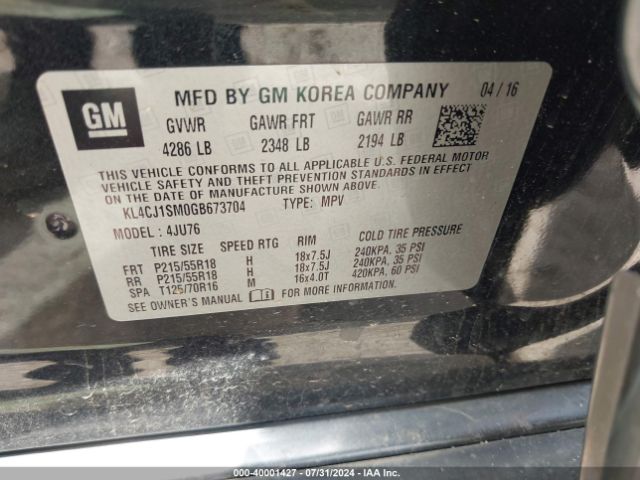 GM
MFD BY GM KOREA COMPANY 04/16
GVWR GAWR FRT GAWR RR
4286 LB 2348 LB 2194 LB
THIS VEHICLE CONFORMS TO ALL APPLICABLE U.S. FEDERAL MOTOR
VEHICLE SAFETY AND THEFT PREVENTION STANDARDS IN EFFECT
ON THE DATE OF MANUFACTURE SHOWN ABOVE.
KL4CJ1SM0GB673704 TYPE: MPV
MODEL: 4JU76
TIRE SIZE SPEED RTG RIM COLD TIRE PRESSURE
FRT P215/55R18 H 18x7.5J 240KPA, 35 PSI
RR P215/55R18 H 18x7.5J 240KPA, 35 PSI
SPA T125/70R16 M 16x4.0T 420KPA, 60 PSI
SEE OWNER'S MANUAL FOR MORE INFORMATION.
000-40001427 - 07/31/2024 - IAA Inc.